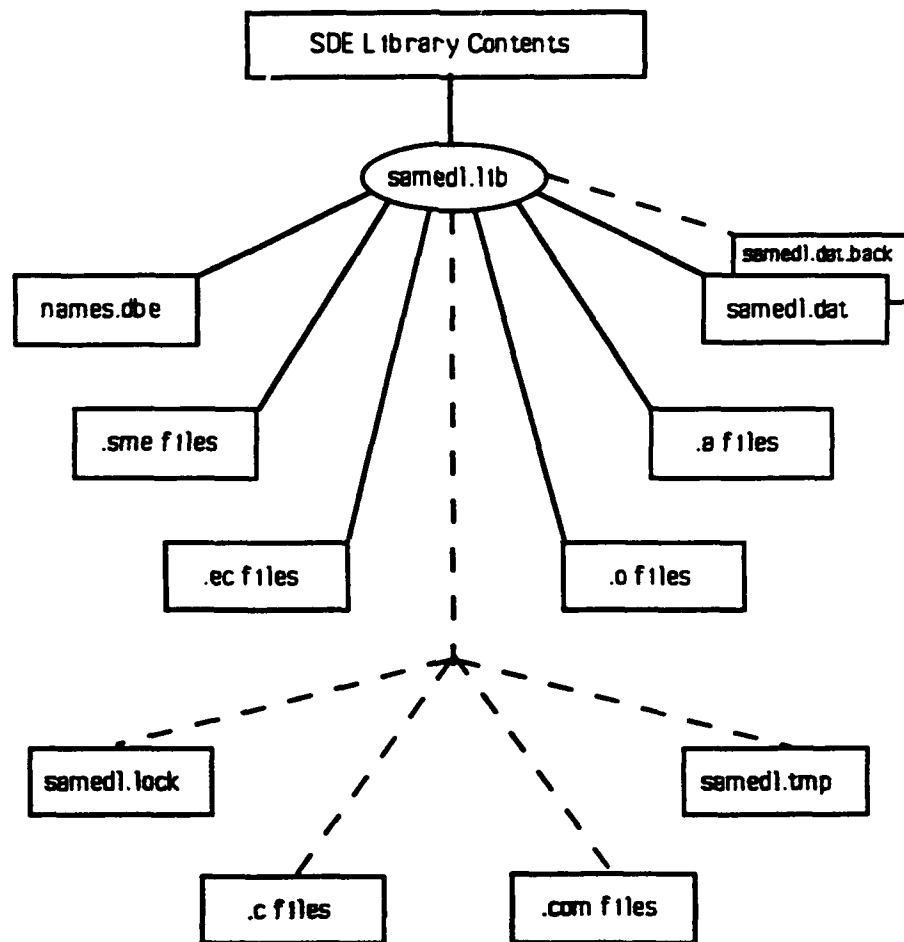 SDE Library Contents
samedl.lib
samedl.dat.back
names.dbe
samedl.dat
.sme files
.a files
.ec files
.o files
samedl.lock
samedl.tmp
.c files
.com files